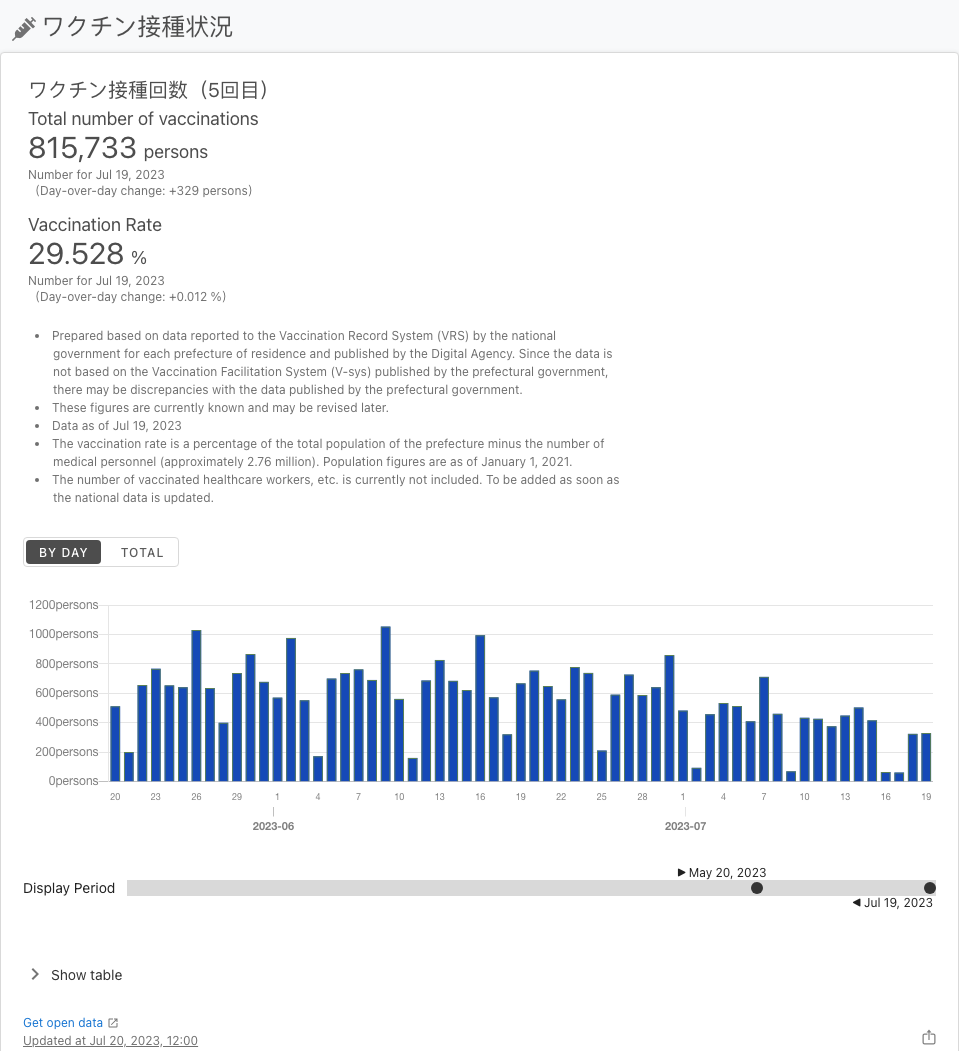 ワクチン接種状況
ワクチン接種回数（5回目）
Total number of vaccinations
815,733 persons
Number for Jul 19, 2023
(Day-over-day change: +329 persons)
Vaccination Rate
29.528 %
Number for Jul 19, 2023
(Day-over-day change: +0.012 %)
• Prepared based on data reported to the Vaccination Record System (VRS) by the national
government for each prefecture of residence and published by the Digital Agency. Since the data is
not based on the Vaccination Facilitation System (V-sys) published by the prefectural government,
there may be discrepancies with the data published by the prefectural government.
• These figures are currently known and may be revised later.
• Data as of Jul 19, 2023
• The vaccination rate is a percentage of the total population of the prefecture minus the number of
medical personnel (approximately 2.76 million). Population figures are as of January 1, 2021.
• The number of vaccinated healthcare workers, etc. is currently not included. To be added as soon as
the national data is updated.
BY DAY TOTAL
1200persons
1000persons
800persons
600persons
400persons
200persons
0persons
20 23 26 29 1 4 7 10 13 16 19 22 25 28 1 4 7 10 13 16 19
2023-06 2023-07
▶ May 20, 2023
Display Period
◀ Jul 19, 2023
Show table
Get open data
Updated at Jul 20, 2023, 12:00